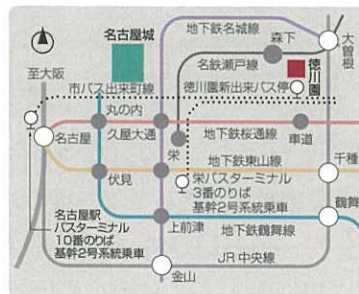 名古屋城
地下鉄名城線
大曽根
森下
名鉄瀬戸線
徳川園
至大阪
市バス出来町線
徳川園新出来バス停
丸の内
名古屋
久屋大通
地下鉄桜通線
車道
栄
地下鉄東山線
千種
伏見
栄バスターミナル
3番のりば
基幹2号系統乗車
名古屋駅
バスターミナル
10番のりば
基幹2号系統乗車
上前津
地下鉄鶴舞線
鶴舞
JR中央線
金山